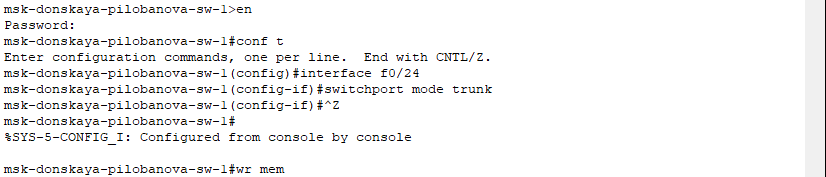 msk-donskaya-pilobanova-sw-1>en
Password:
msk-donskaya-pilobanova-sw-1#conf t
Enter configuration commands, one per line.  End with CNTL/Z.
msk-donskaya-pilobanova-sw-1(config)#interface f0/24
msk-donskaya-pilobanova-sw-1(config-if)#switchport mode trunk
msk-donskaya-pilobanova-sw-1(config-if)#^Z
msk-donskaya-pilobanova-sw-1#
%SYS-5-CONFIG_I: Configured from console by console

msk-donskaya-pilobanova-sw-1#wr mem